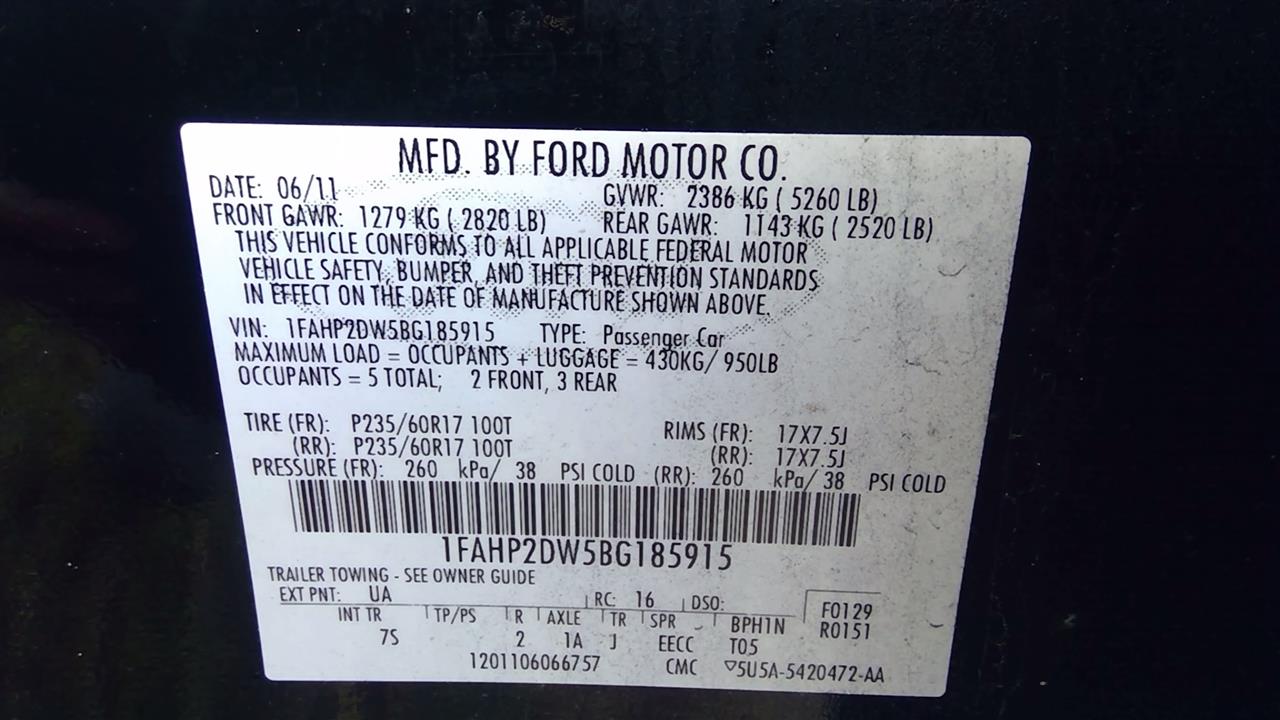 MFD. BY FORD MOTOR CO.
DATE: 06/11 GVWR: 2386 KG ( 5260 LB)
FRONT GAWR: 1279 KG ( 2820 LB) REAR GAWR: 1143 KG ( 2520 LB)
THIS VEHICLE CONFORMS TO ALL APPLICABLE FEDERAL MOTOR
VEHICLE SAFETY, BUMPER, AND THEFT PREVENTION STANDARDS
IN EFFECT ON THE DATE OF MANUFACTURE SHOWN ABOVE.
VIN: 1FAHP2DW5BG185915 TYPE: Passenger Car
MAXIMUM LOAD = OCCUPANTS + LUGGAGE = 430KG/ 950LB
OCCUPANTS = 5 TOTAL; 2 FRONT, 3 REAR
TIRE (FR): P235/60R17 100T RIMS (FR): 17X7.5J
(RR): P235/60R17 100T (RR): 17X7.5J
PRESSURE (FR): 260 kPa/ 38 PSI COLD (RR): 260 kPa/ 38 PSI COLD
1FAHP2DW5BG185915
TRAILER TOWING - SEE OWNER GUIDE
EXT PNT: UA RC: 16 DSO: F0129
INT TR TP/PS R AXLE TR SPR BPH1N R0151
7S 2 1A J EECC T05
1201106066757 CMC ▽5U5A-5420472-AA